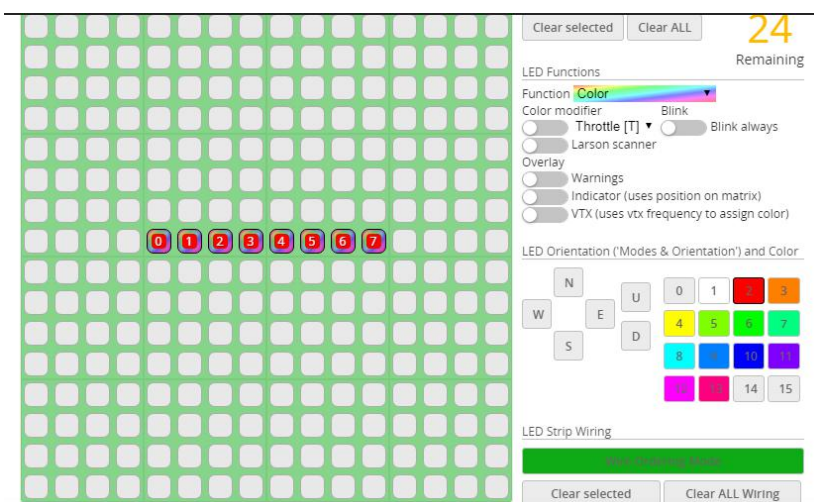 Clear selected Clear ALL 24
Remaining
LED Functions
Function Color
Color modifier Blink
Throttle [T] Blink always
Larson scanner
Overlay
Warnings
Indicator (uses position on matrix)
VTX (uses vtx frequency to assign color)
0 1 2 3 4 5 6 7
LED Orientation ('Modes & Orientation') and Color
N
U 0 1 2 3
W E
4 5 6 7
D
S
8 9 10 11
12 13 14 15
LED Strip Wiring
Wire Ordering Mode
Clear selected Clear ALL Wiring